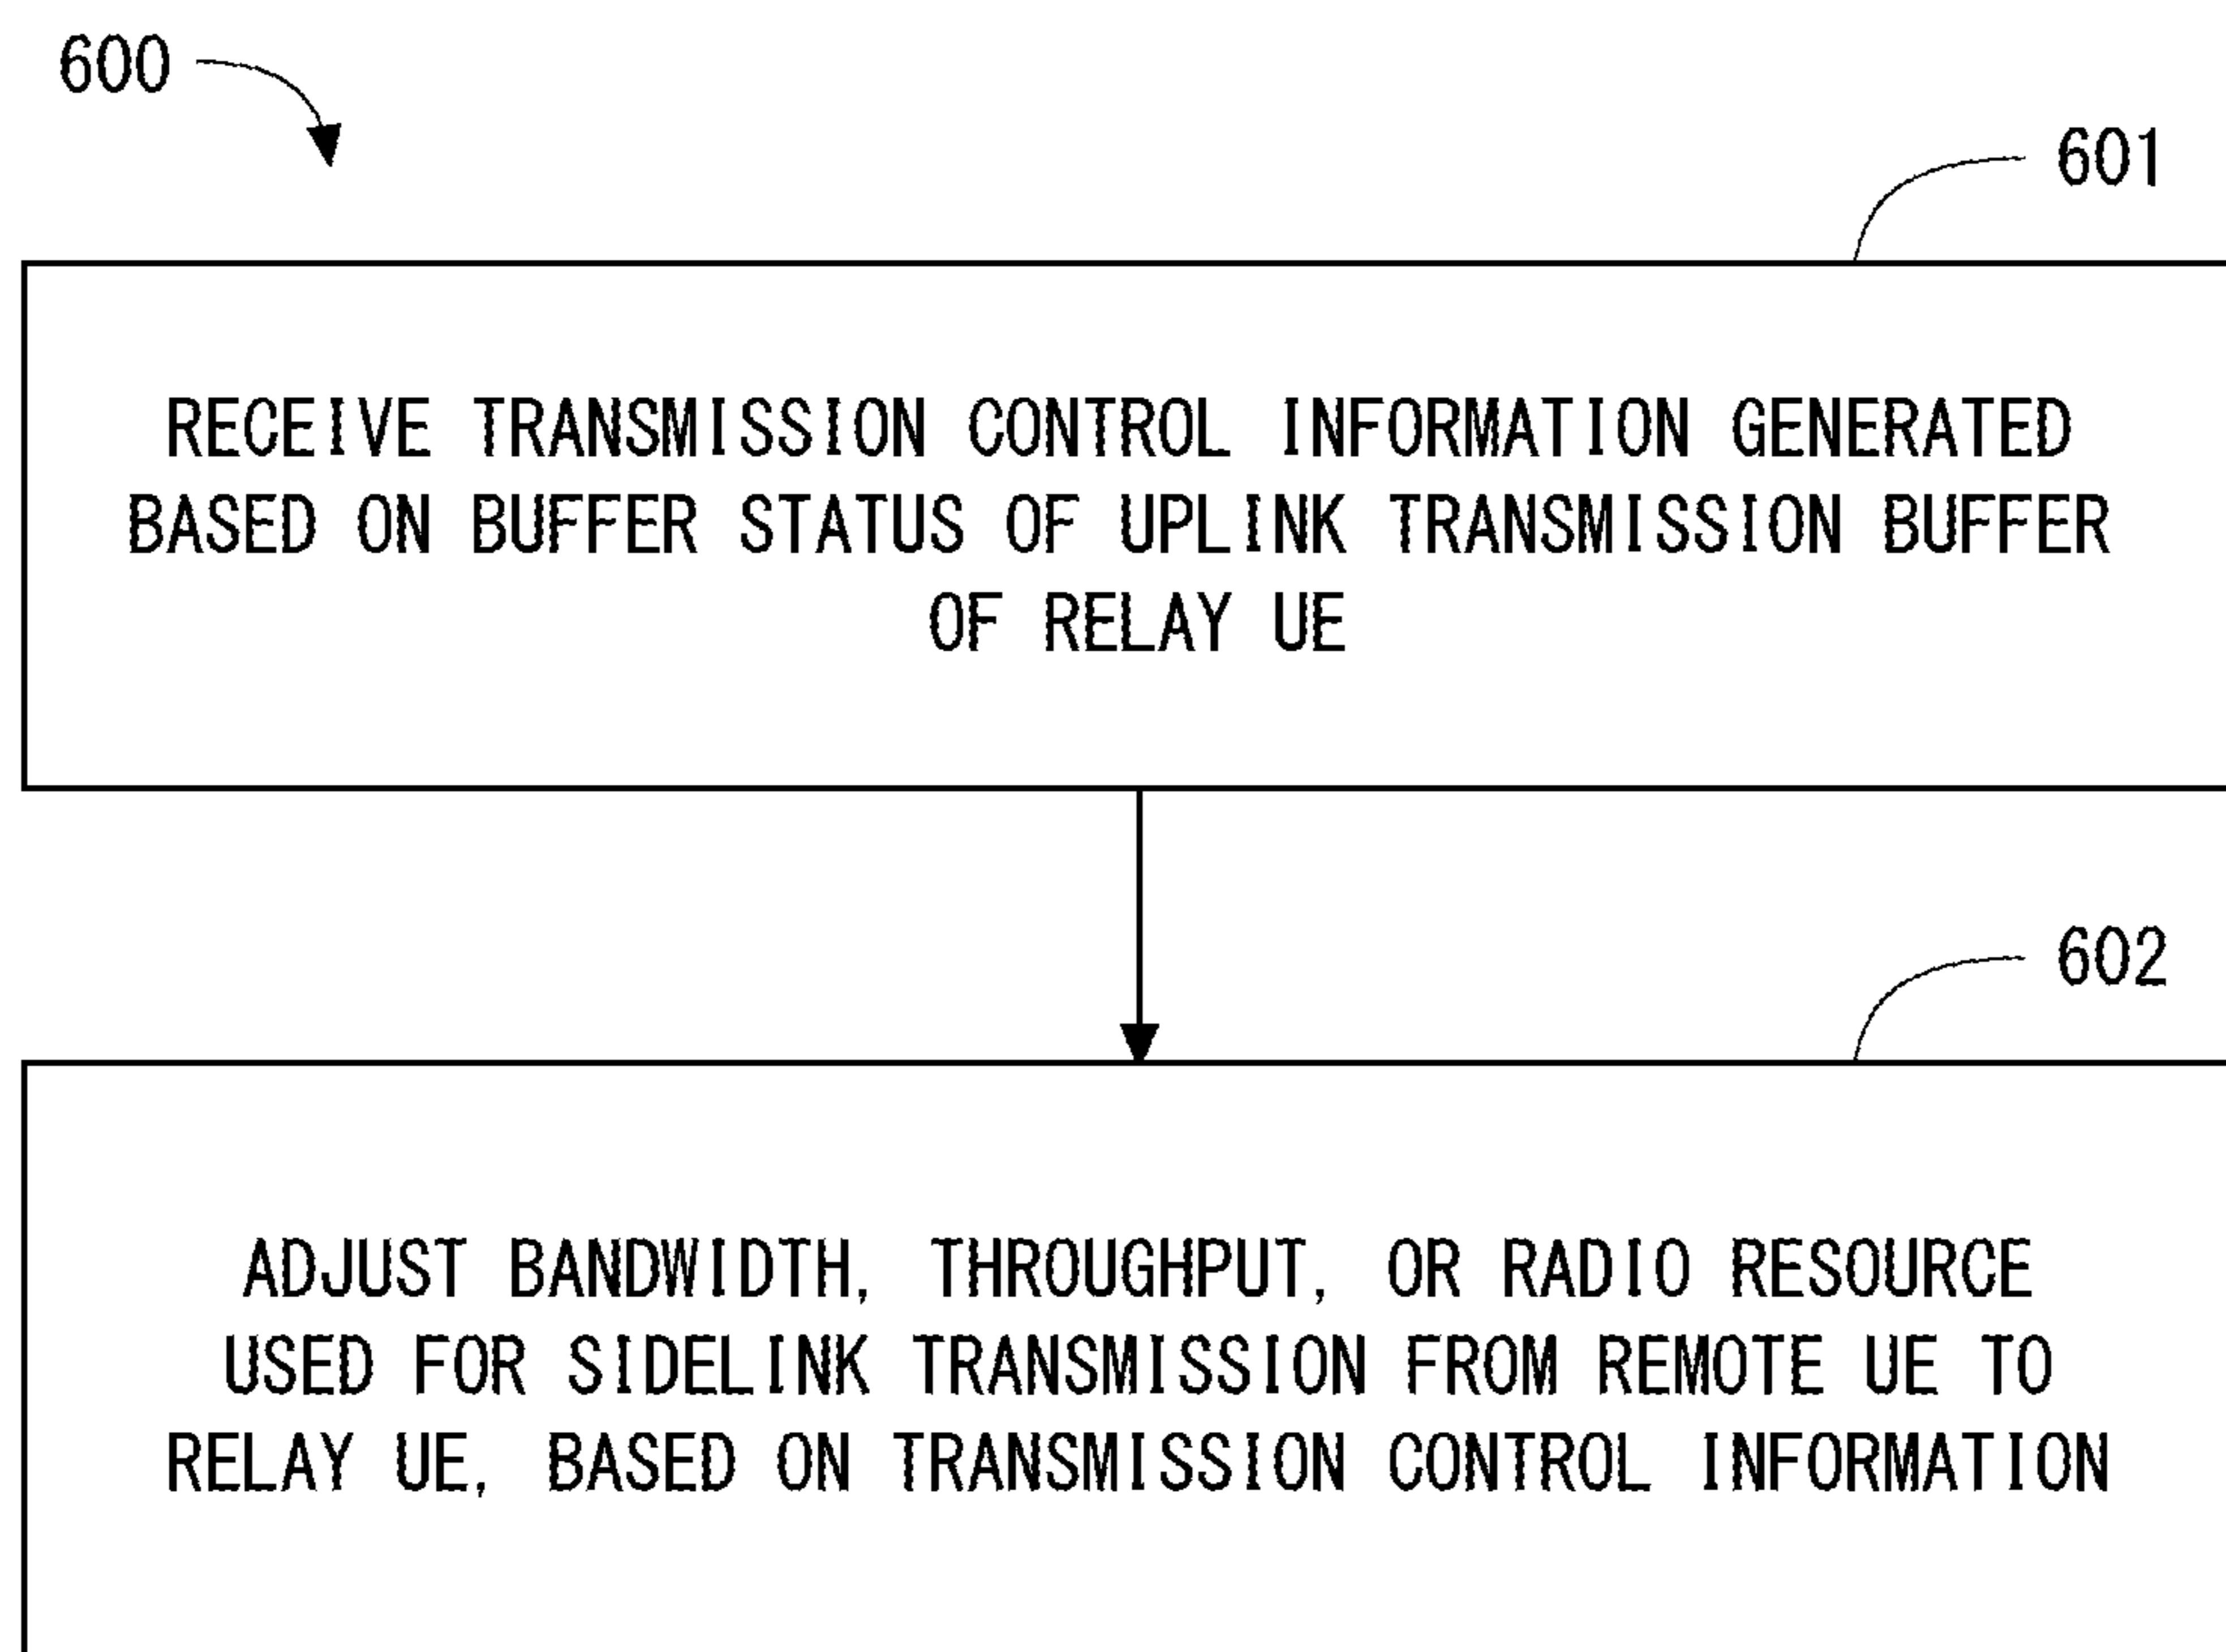 600
601
RECEIVE TRANSMISSION CONTROL INFORMATION GENERATED
BASED ON BUFFER STATUS OF UPLINK TRANSMISSION BUFFER
OF RELAY UE
602
ADJUST BANDWIDTH, THROUGHPUT, OR RADIO RESOURCE
USED FOR SIDELINK TRANSMISSION FROM REMOTE UE TO
RELAY UE, BASED ON TRANSMISSION CONTROL INFORMATION